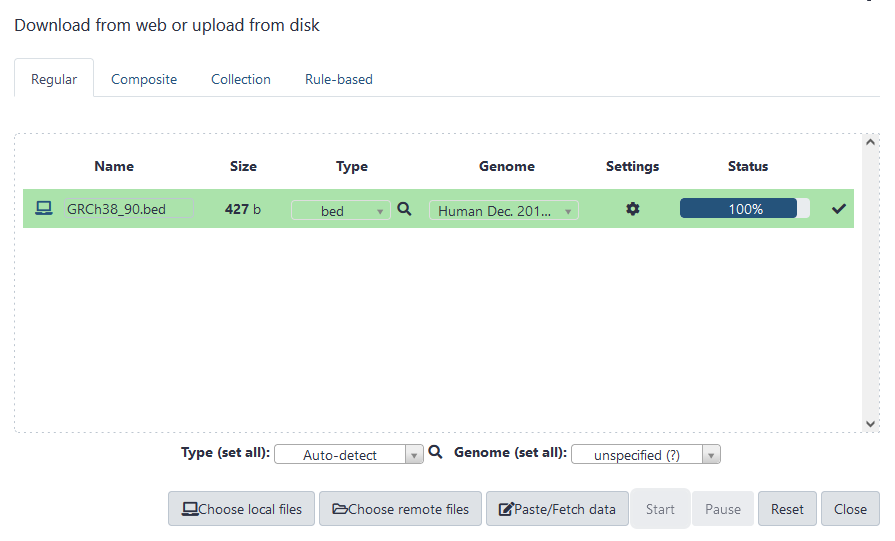 Download from web or upload from disk
Regular Composite Collection Rule-based
Name Size Type Genome Settings Status
GRCh38_90.bed 427 b bed Human Dec. 201... 100%
Type (set all): Auto-detect Genome (set all): unspecified (?)
Choose local files Choose remote files Paste/Fetch data Start Pause Reset Close